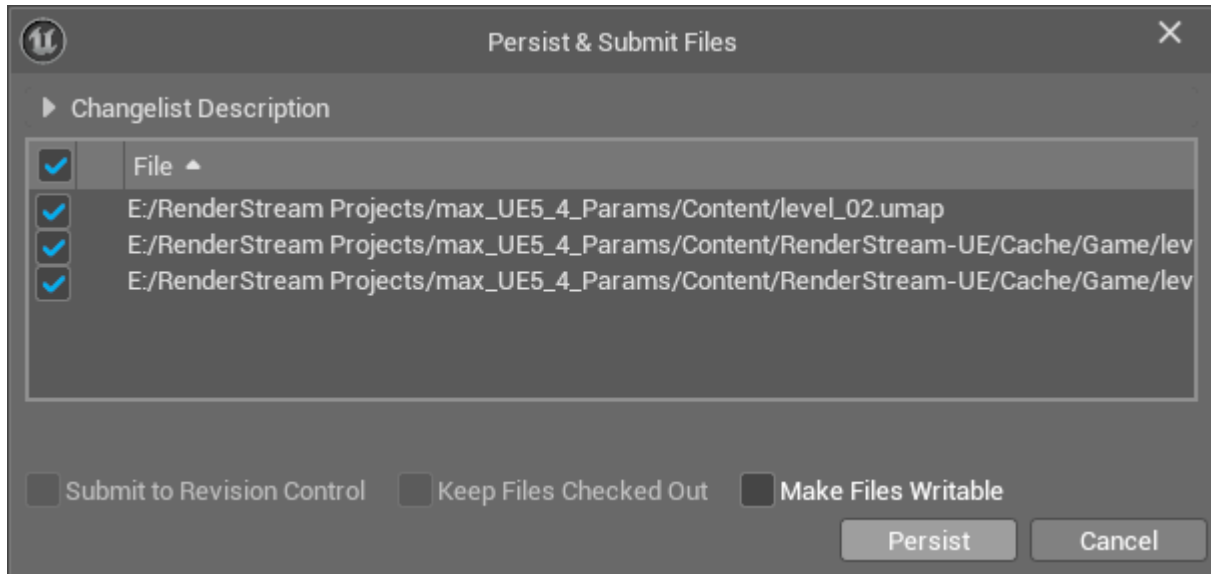 Persist & Submit Files
Changelist Description
File
E:/RenderStream Projects/max_UE5_4_Params/Content/level_02.umap
E:/RenderStream Projects/max_UE5_4_Params/Content/RenderStream-UE/Cache/Game/lev
E:/RenderStream Projects/max_UE5_4_Params/Content/RenderStream-UE/Cache/Game/lev
Submit to Revision Control Keep Files Checked Out Make Files Writable
Persist Cancel